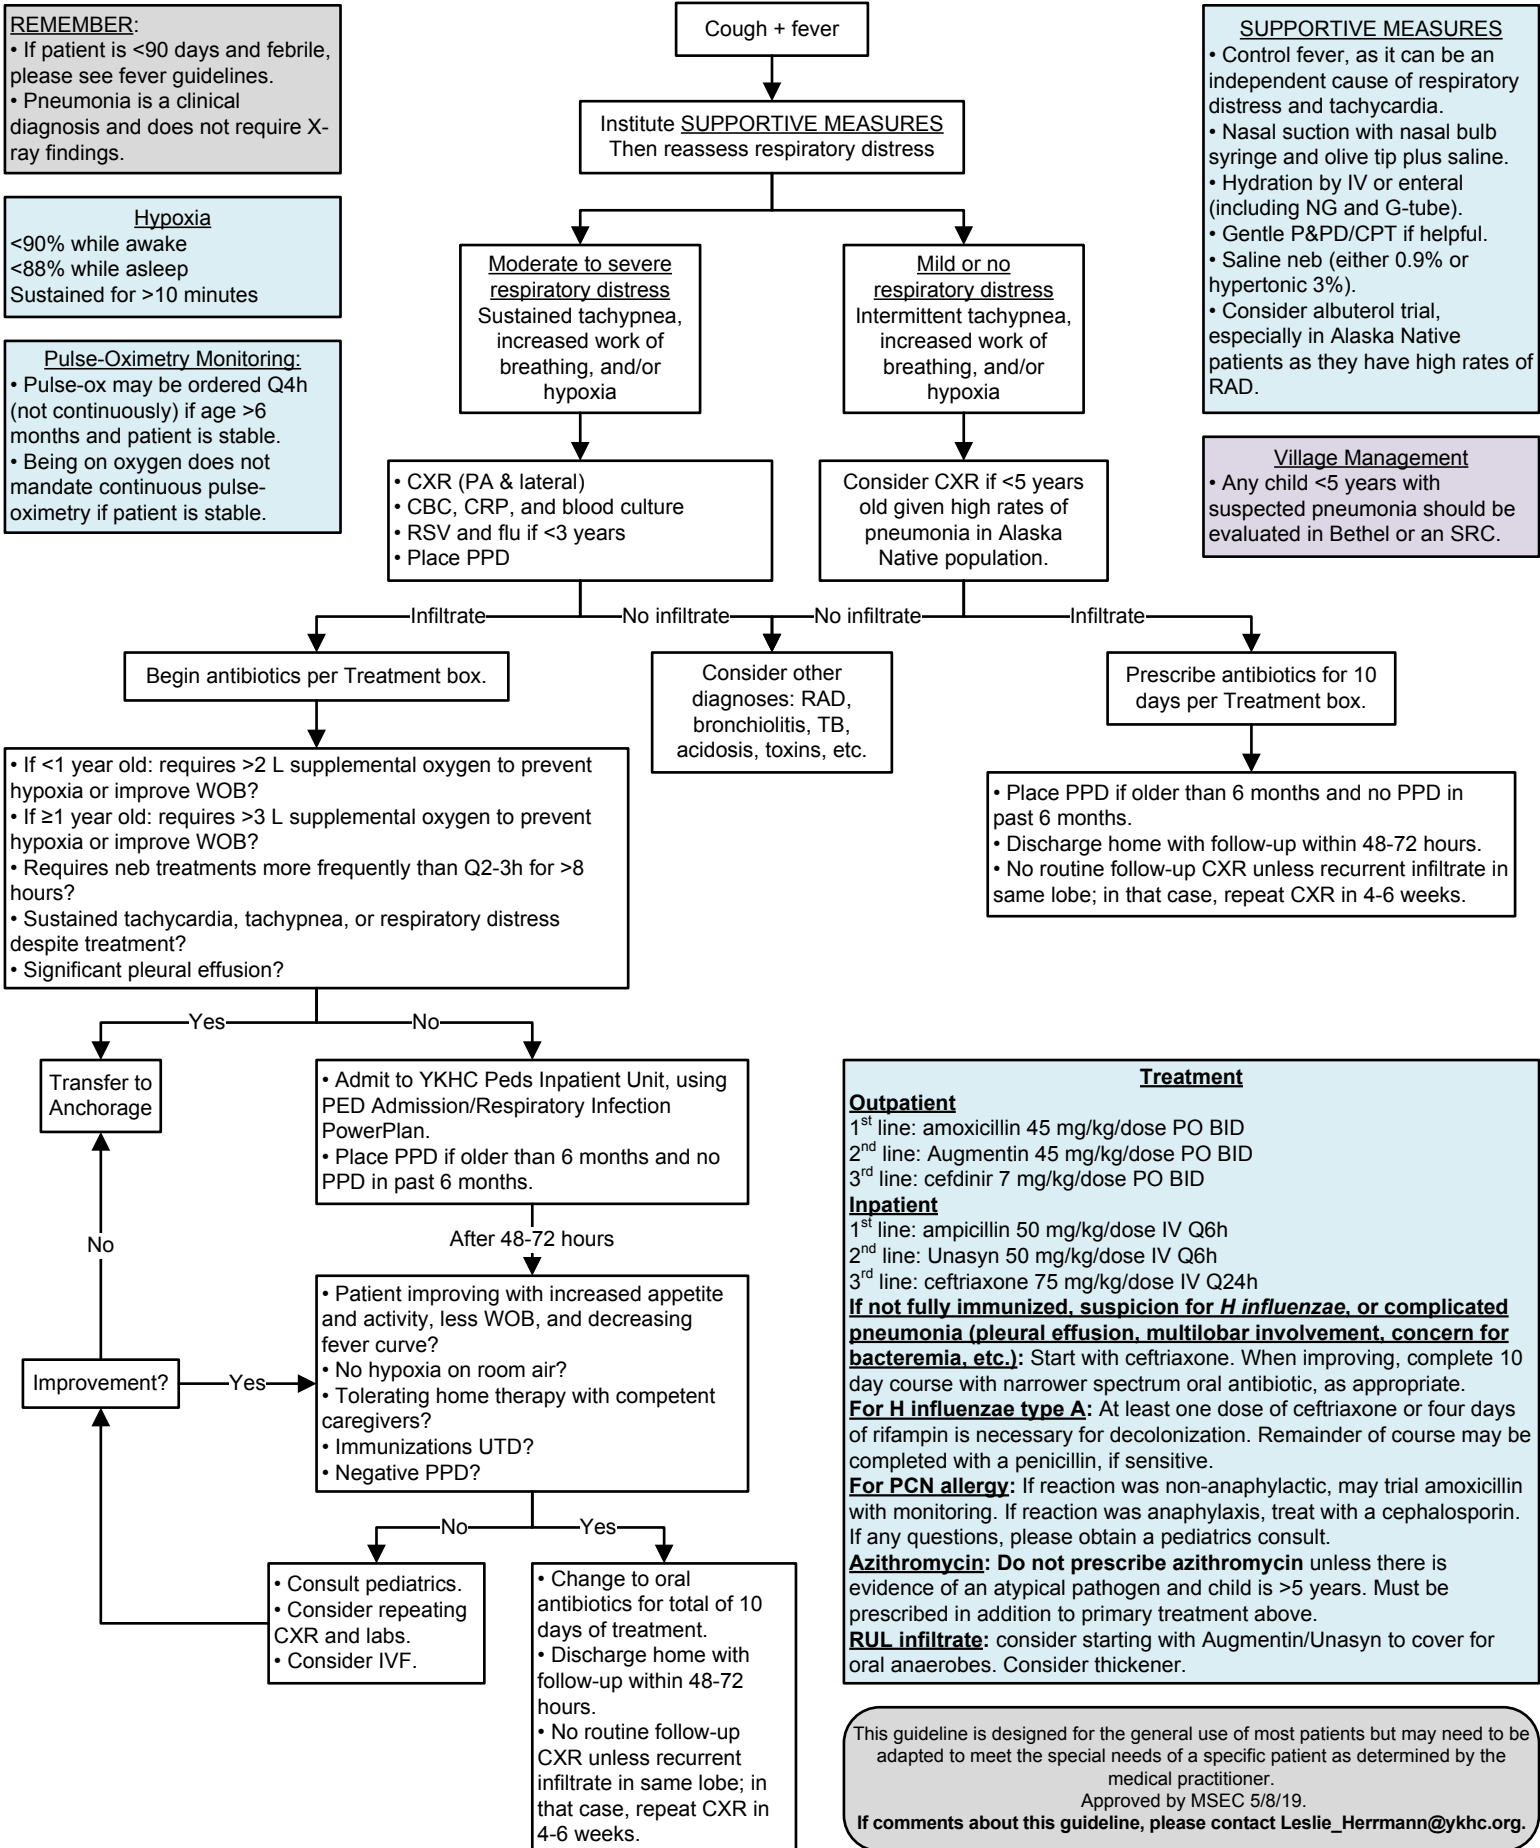 REMEMBER:
• If patient is <90 days and febrile,
please see fever guidelines.
• Pneumonia is a clinical
diagnosis and does not require X-
ray findings.
Hypoxia
<90% while awake
<88% while asleep
Sustained for >10 minutes
Pulse-Oximetry Monitoring:
• Pulse-ox may be ordered Q4h
(not continuously) if age >6
months and patient is stable.
• Being on oxygen does not
mandate continuous pulse-
oximetry if patient is stable.
Cough + fever
Institute SUPPORTIVE MEASURES
Then reassess respiratory distress
SUPPORTIVE MEASURES
• Control fever, as it can be an
independent cause of respiratory
distress and tachycardia.
• Nasal suction with nasal bulb
syringe and olive tip plus saline.
• Hydration by IV or enteral
(including NG and G-tube).
• Gentle P&PD/CPT if helpful.
• Saline neb (either 0.9% or
hypertonic 3%).
• Consider albuterol trial,
especially in Alaska Native
patients as they have high rates of
RAD.
Village Management
• Any child <5 years with
suspected pneumonia should be
evaluated in Bethel or an SRC.
Moderate to severe
respiratory distress
Sustained tachypnea,
increased work of
breathing, and/or
hypoxia
Mild or no
respiratory distress
Intermittent tachypnea,
increased work of
breathing, and/or
hypoxia
• CXR (PA & lateral)
• CBC, CRP, and blood culture
• RSV and flu if <3 years
• Place PPD
Consider CXR if <5 years
old given high rates of
pneumonia in Alaska
Native population.
Infiltrate
No infiltrate
No infiltrate
Infiltrate
Begin antibiotics per Treatment box.
Consider other
diagnoses: RAD,
bronchiolitis, TB,
acidosis, toxins, etc.
Prescribe antibiotics for 10
days per Treatment box.
• If <1 year old: requires >2 L supplemental oxygen to prevent
hypoxia or improve WOB?
• If ≥1 year old: requires >3 L supplemental oxygen to prevent
hypoxia or improve WOB?
• Requires neb treatments more frequently than Q2-3h for >8
hours?
• Sustained tachycardia, tachypnea, or respiratory distress
despite treatment?
• Significant pleural effusion?
• Place PPD if older than 6 months and no PPD in
past 6 months.
• Discharge home with follow-up within 48-72 hours.
• No routine follow-up CXR unless recurrent infiltrate in
same lobe; in that case, repeat CXR in 4-6 weeks.
Yes
No
Transfer to
Anchorage
• Admit to YKHC Peds Inpatient Unit, using
PED Admission/Respiratory Infection
PowerPlan.
• Place PPD if older than 6 months and no
PPD in past 6 months.
No
After 48-72 hours
Improvement?
Yes
• Patient improving with increased appetite
and activity, less WOB, and decreasing
fever curve?
• No hypoxia on room air?
• Tolerating home therapy with competent
caregivers?
• Immunizations UTD?
• Negative PPD?
No
Yes
• Consult pediatrics.
• Consider repeating
CXR and labs.
• Consider IVF.
• Change to oral
antibiotics for total of 10
days of treatment.
• Discharge home with
follow-up within 48-72
hours.
• No routine follow-up
CXR unless recurrent
infiltrate in same lobe; in
that case, repeat CXR in
4-6 weeks.
Treatment
Outpatient
1st line: amoxicillin 45 mg/kg/dose PO BID
2nd line: Augmentin 45 mg/kg/dose PO BID
3rd line: cefdinir 7 mg/kg/dose PO BID
Inpatient
1st line: ampicillin 50 mg/kg/dose IV Q6h
2nd line: Unasyn 50 mg/kg/dose IV Q6h
3rd line: ceftriaxone 75 mg/kg/dose IV Q24h
If not fully immunized, suspicion for H influenzae, or complicated
pneumonia (pleural effusion, multilobar involvement, concern for
bacteremia, etc.): Start with ceftriaxone. When improving, complete 10
day course with narrower spectrum oral antibiotic, as appropriate.
For H influenzae type A: At least one dose of ceftriaxone or four days
of rifampin is necessary for decolonization. Remainder of course may be
completed with a penicillin, if sensitive.
For PCN allergy: If reaction was non-anaphylactic, may trial amoxicillin
with monitoring. If reaction was anaphylaxis, treat with a cephalosporin.
If any questions, please obtain a pediatrics consult.
Azithromycin: Do not prescribe azithromycin unless there is
evidence of an atypical pathogen and child is >5 years. Must be
prescribed in addition to primary treatment above.
RUL infiltrate: consider starting with Augmentin/Unasyn to cover for
oral anaerobes. Consider thickener.
This guideline is designed for the general use of most patients but may need to be
adapted to meet the special needs of a specific patient as determined by the
medical practitioner.
Approved by MSEC 5/8/19.
If comments about this guideline, please contact Leslie_Herrmann@ykhc.org.